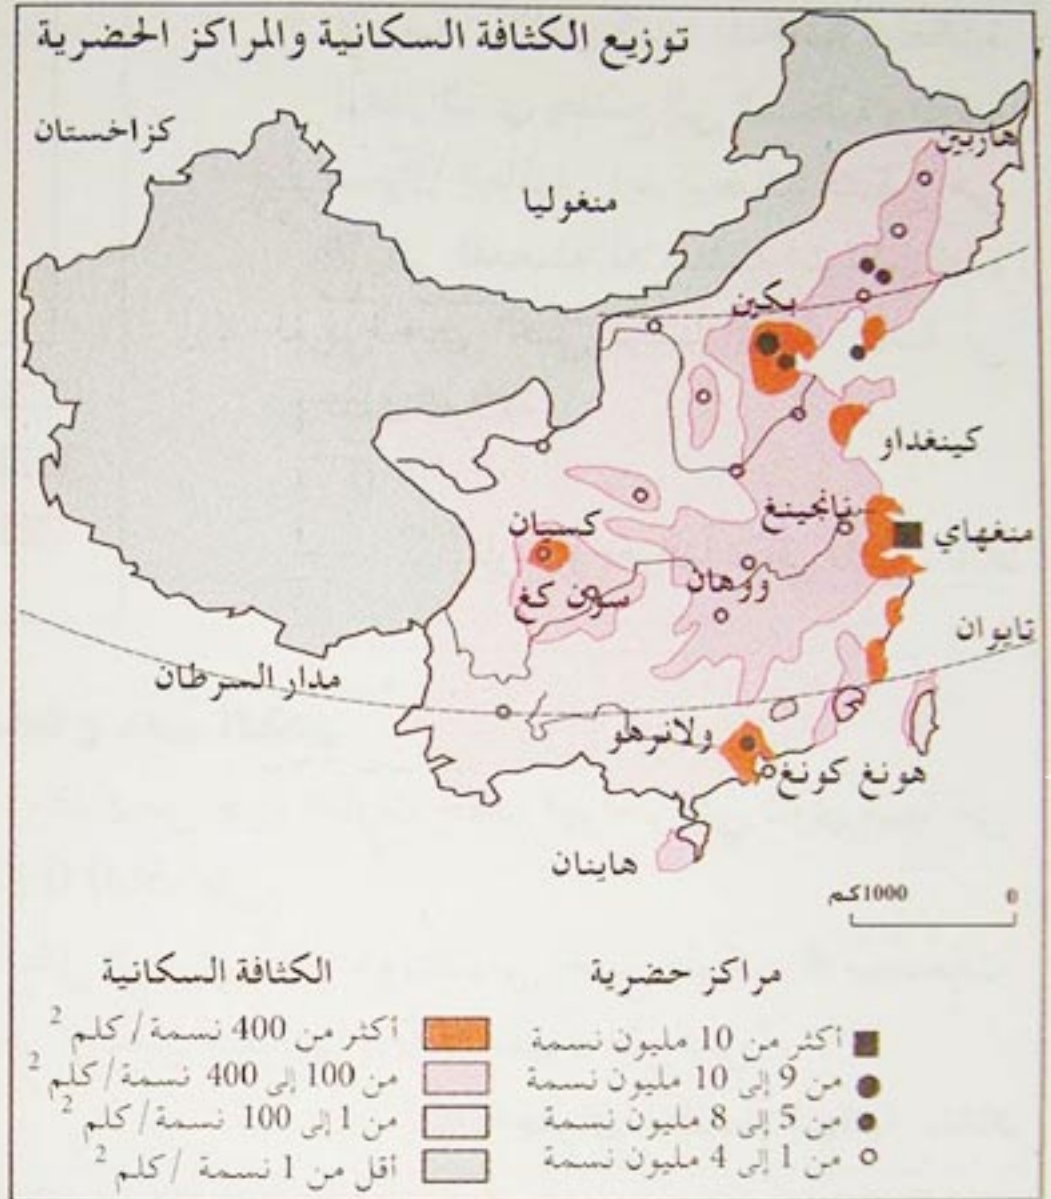 توزيع الكثافة السكانية والمراكز الحضرية
كزاخستان
هاربين
منغوليا
بكين
كينغداو
نانجينغ
منغهاي
كسيان
ووهان
سون كغ
تايوان
مدار السرطان
ولانرهو
هونغ كونغ
هاينان
1000كم 0
مراكز حضرية
أكثر من 10 مليون نسمة
من 9 إلى 10 مليون نسمة
من 5 إلى 8 مليون نسمة
من 1 إلى 4 مليون نسمة
الكثافة السكانية
أكثر من 400 نسمة/كلم 2
من 100 إلى 400 نسمة/كلم 2
من 1 إلى 100 نسمة/كلم 2
أقل من 1 نسمة /كلم 2